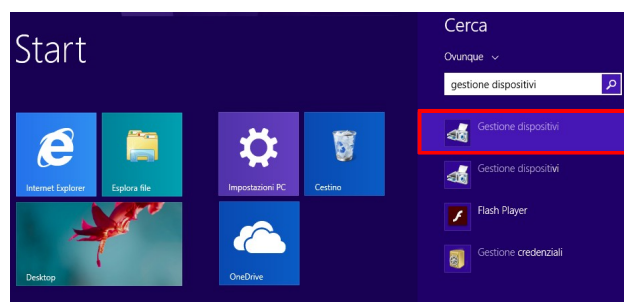 Start
Internet Explorer
Esplora file
Impostazioni PC
Cestino
Desktop
OneDrive
Cerca
Ovunque
gestione dispositivi
Gestione dispositivi
Gestione dispositivi
Flash Player
Gestione credenziali